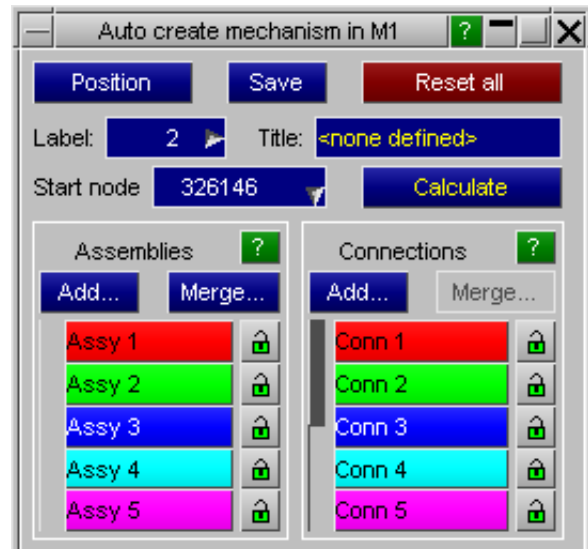 Auto create mechanism in M1 ?
Position Save Reset all
Label: 2 Title: <none defined>
Start node 326146 Calculate
Assemblies ? Connections ?
Add... Merge... Add... Merge...
Assy 1 Conn 1
Assy 2 Conn 2
Assy 3 Conn 3
Assy 4 Conn 4
Assy 5 Conn 5